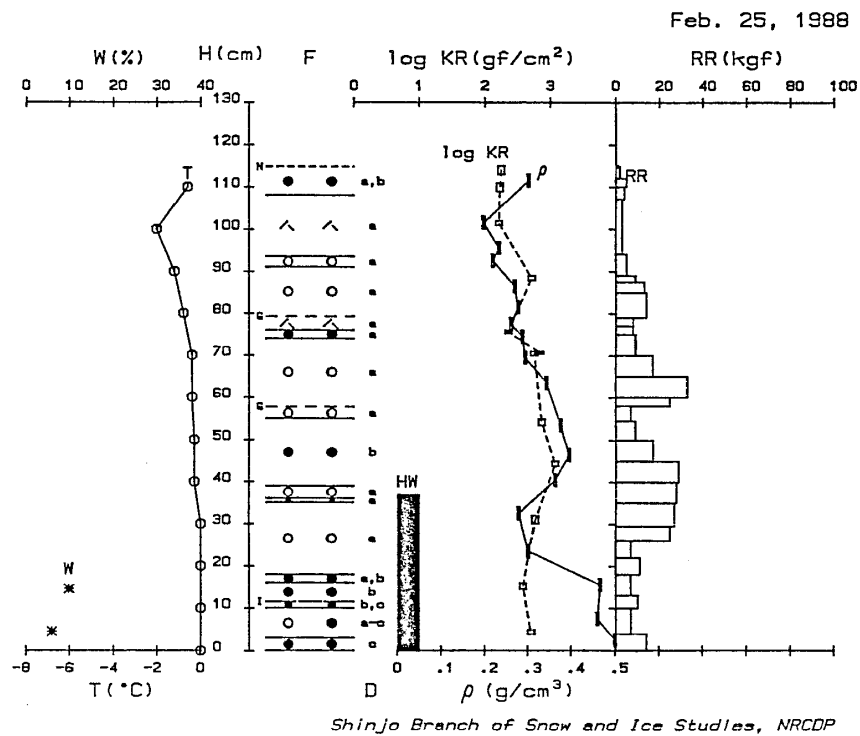 Feb. 25, 1988
W(%) H(cm) F log KR(gf/cm²) RR(kgf)
0 10 20 30 40 0 2 3 0 20 40 60 80 100
130
120
log KR
T N ρ RR
110 a,b
100 a
90 a
80 a
G a
a
70
60 a
G a
50 b
40 HW
a
a
30 a
20 a,b
W b
10 I b,c
a-c
0 c
-8 -6 -4 -2 0 0 .1 .2 .3 .4 .5
T(°C) D ρ (g/cm³)
Shinjo Branch of Snow and Ice Studies, NRCDP